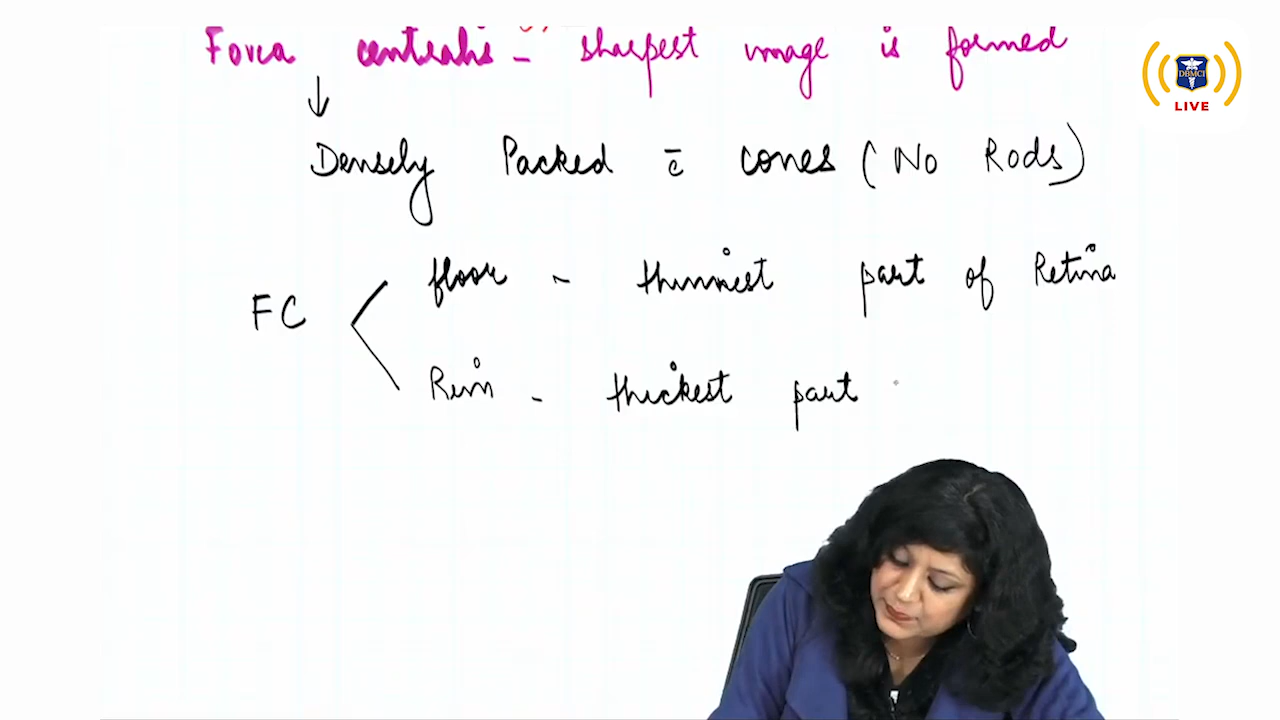 Fovea centralis - sharpest image is formed
↓
Densely Packed c̄ cones (No Rods)
FC
floor - thinnest part of Retina
Rim - thickest part
DBMCI
LIVE